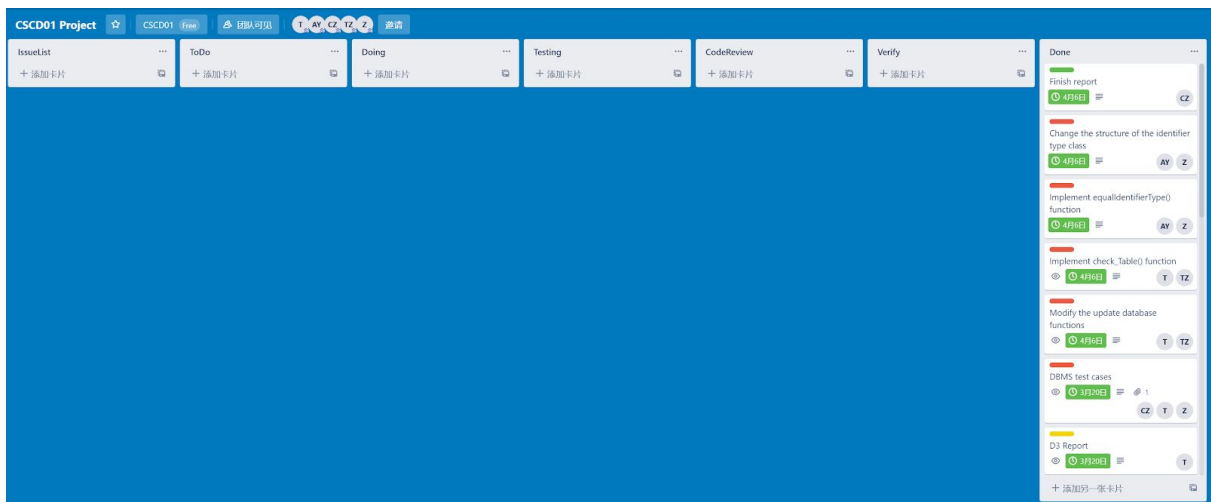 CSCD01 Project CSCD01 Free 团队可见 T AY CZ TZ Z 邀请
IssueList
+ 添加卡片
ToDo
+ 添加卡片
Doing
+ 添加卡片
Testing
+ 添加卡片
CodeReview
+ 添加卡片
Verify
+ 添加卡片
Done
Finish report
4月6日 CZ
Change the structure of the identifier
type class
4月6日 AY Z
Implement equalIdentifierType()
function
4月6日 AY Z
Implement check_Table() function
4月6日 T TZ
Modify the update database
functions
4月6日 T TZ
DBMS test cases
3月20日 1
CZ T Z
D3 Report
3月20日 T
+ 添加另一张卡片